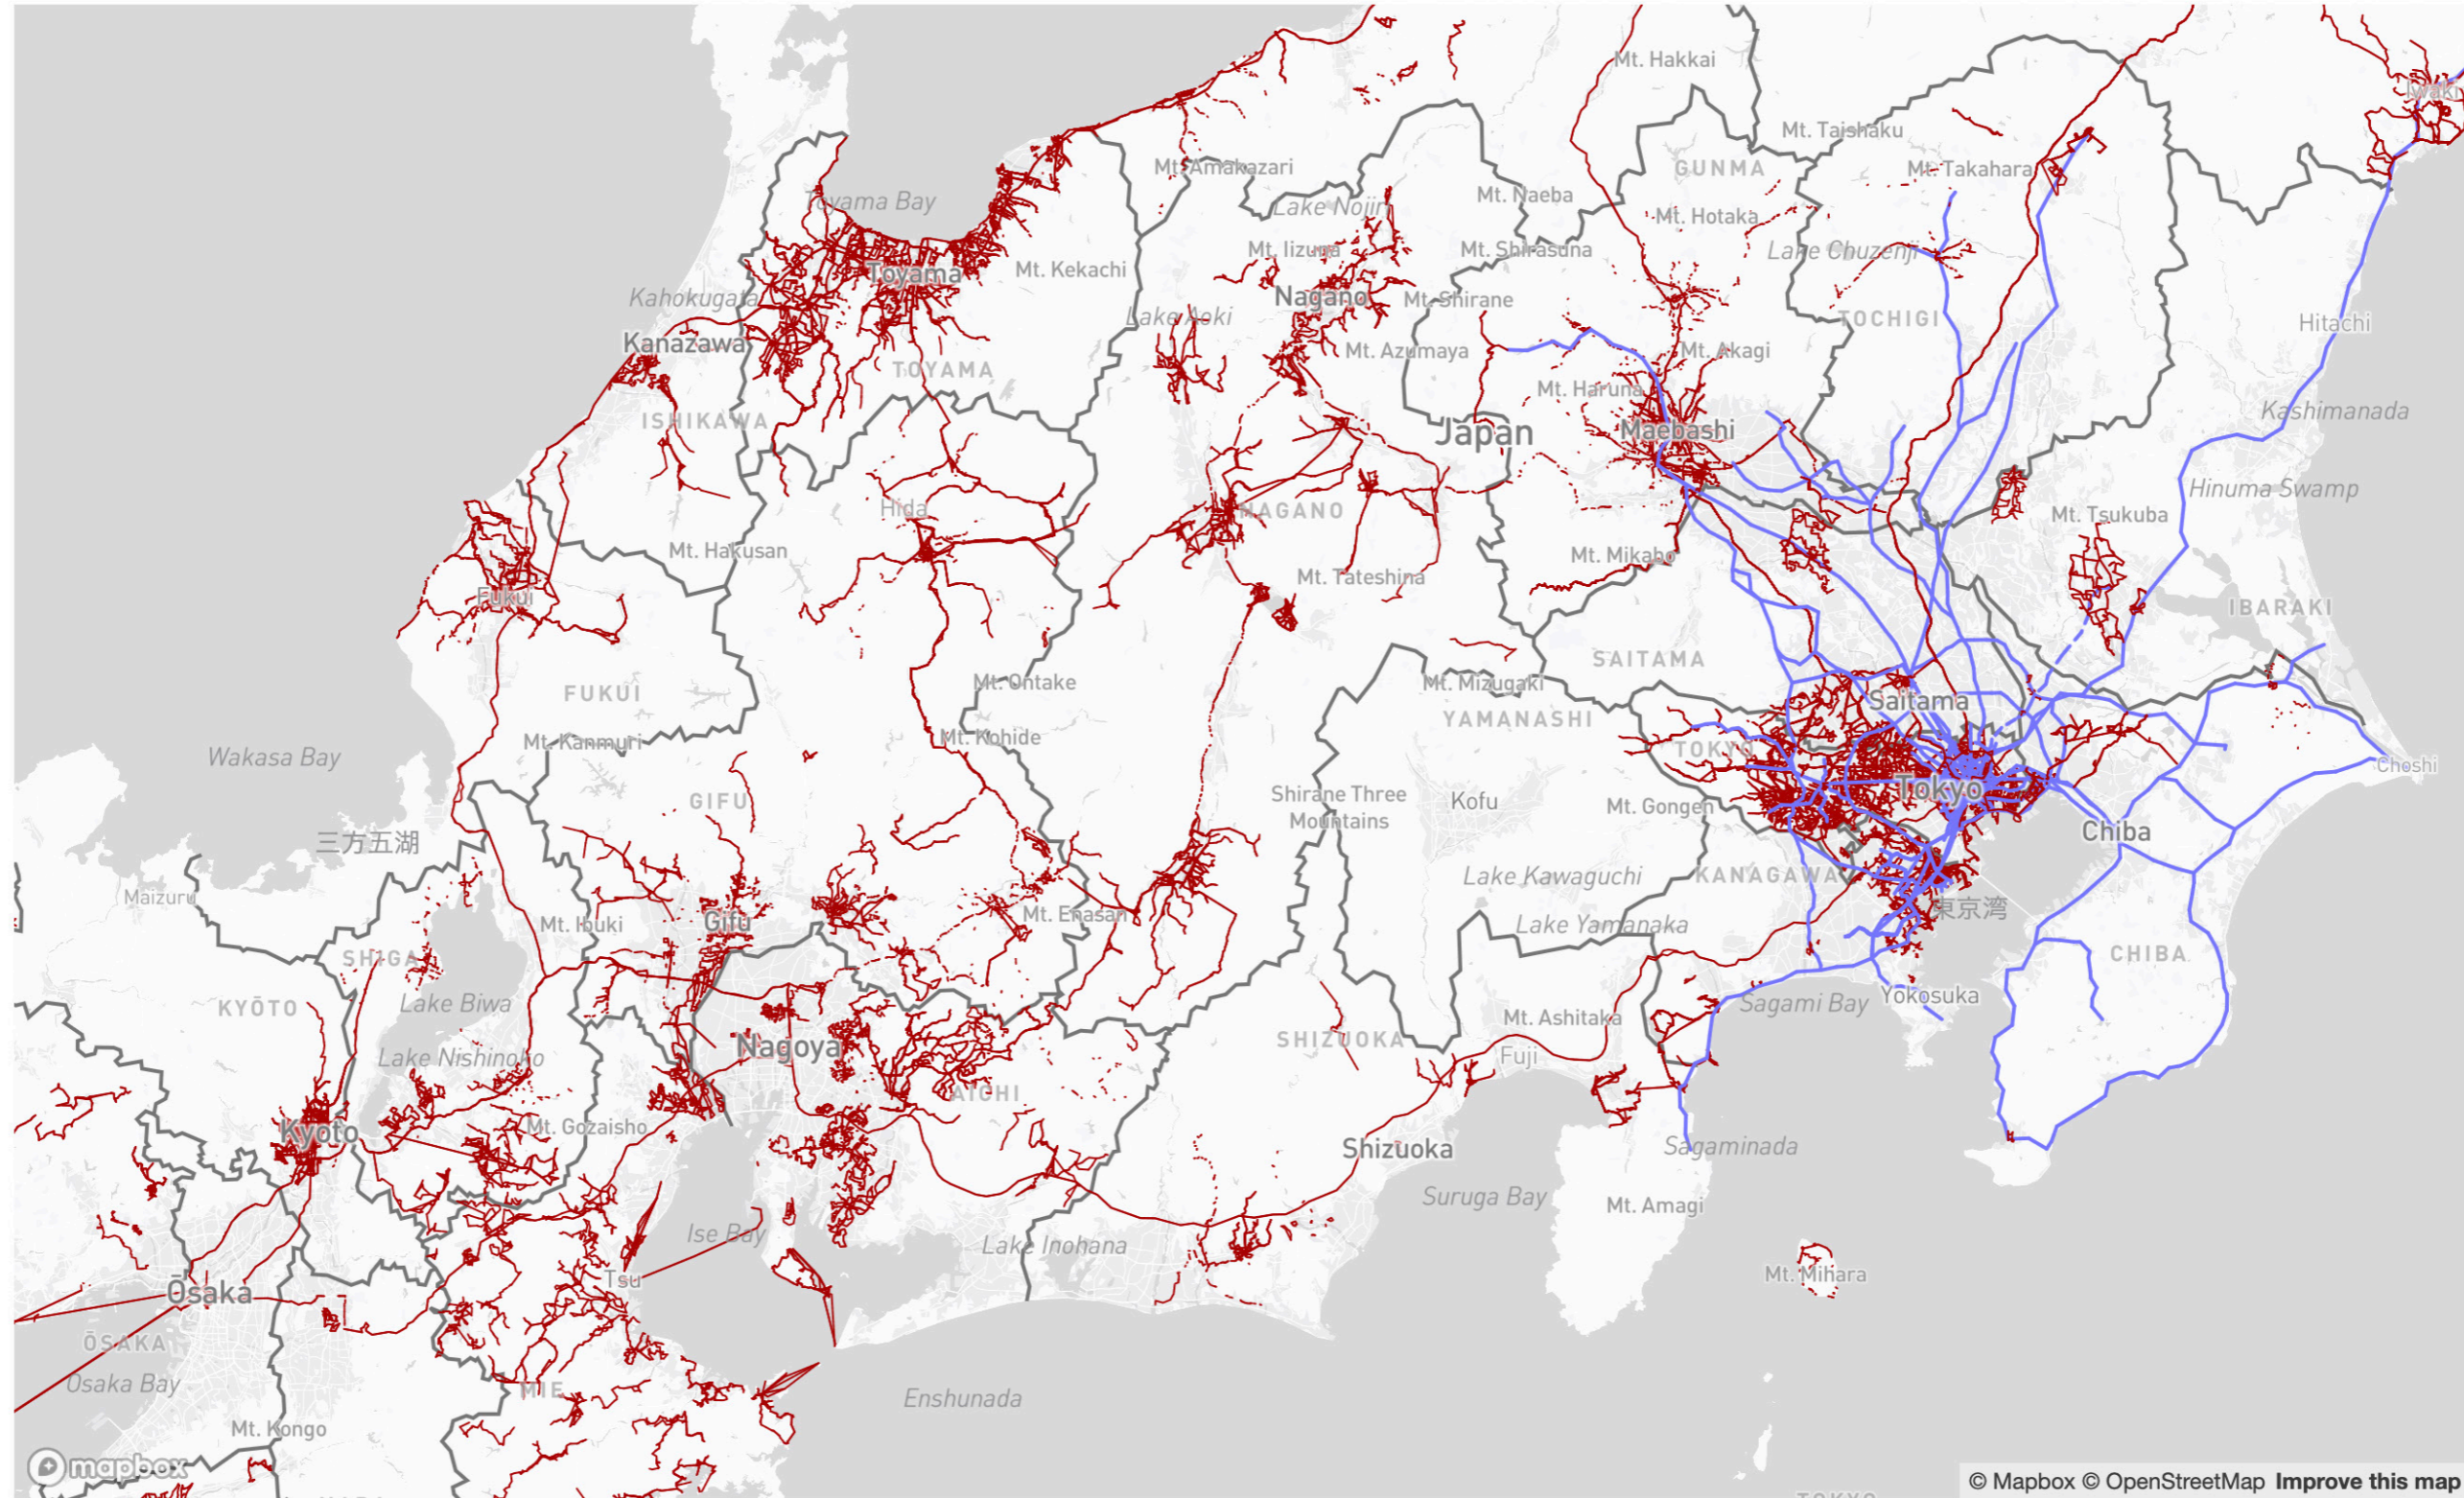 Mt. Hakkai
Iwaki
Mt. Taishaku
Mt. Amakazari
GUNMA
Mt. Takahara
Toyama Bay
Lake Nojiri
Mt. Naeba
Mt. Hotaka
Mt. Iizuna
Mt. Shirasuna
Lake Chuzenji
Toyama
Mt. Kekachi
Kahokugata
Nagano
Mt. Shirane
Lake Aoki
TOCHIGI
Hitachi
Kanazawa
Mt. Azumaya
Mt. Akagi
TOYAMA
Mt. Haruna
Kashimanada
ISHIKAWA
Japan
Maebashi
Hinuma Swamp
Hida
NAGANO
Mt. Tsukuba
Mt. Hakusan
Mt. Mikabo
Mt. Tateshina
Fukui
IBARAKI
SAITAMA
Mt. Ontake
Mt. Mizugaki
FUKUI
Saitama
YAMANASHI
Mt. Kanmuri
Mt. Kohide
TOKYO
Wakasa Bay
Choshi
Shirane Three
Mountains
GIFU
Kofu
Mt. Gongen
Tokyo
三方五湖
Chiba
Lake Kawaguchi
KANAGAWA
Maizuru
東京湾
Mt. Ibuki
Gifu
Mt. Enasan
Lake Yamanaka
SHIGA
CHIBA
KYŌTO
Lake Biwa
Yokosuka
Sagami Bay
Mt. Ashitaka
SHIZUOKA
Nagoya
Lake Nishinoko
Fuji
AICHI
Kyoto
Mt. Gozaisho
Shizuoka
Sagaminada
Suruga Bay
Mt. Amagi
Ise Bay
Lake Inohana
Tsu
Mt. Mihara
Ōsaka
ŌSAKA
Osaka Bay
MIE
Enshunada
Mt. Kongo
mapbox
© Mapbox © OpenStreetMap Improve this map